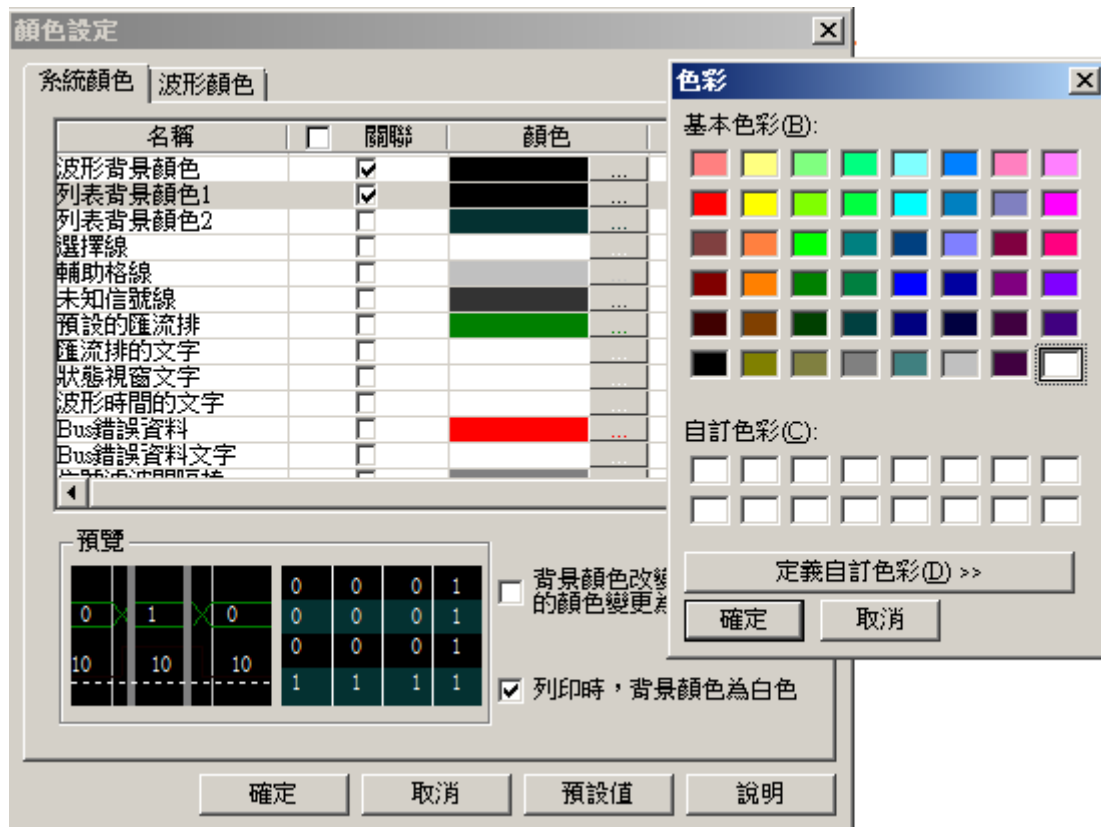 顏色設定
系統顏色
波形顏色
名稱 關聯 顏色
波形背景顏色 ...
列表背景顏色1 ...
列表背景顏色2 ...
選擇線 ...
輔助格線
未知信號線 ...
預設的匯流排 ...
匯流排的文字 ...
狀態視窗文字 ...
波形時間的文字 ...
Bus錯誤資料 ...
Bus錯誤資料文字 ...
預覽
0 1 0
10 10 10
0 0 0 1
0 0 0 1
0 0 0 1
1 1 1 1
背景顏色改變
的顏色變更為
列印時，背景顏色為白色
確定 取消 預設值 說明
色彩
基本色彩(B):
自訂色彩(C):
定義自訂色彩(D) >>
確定 取消